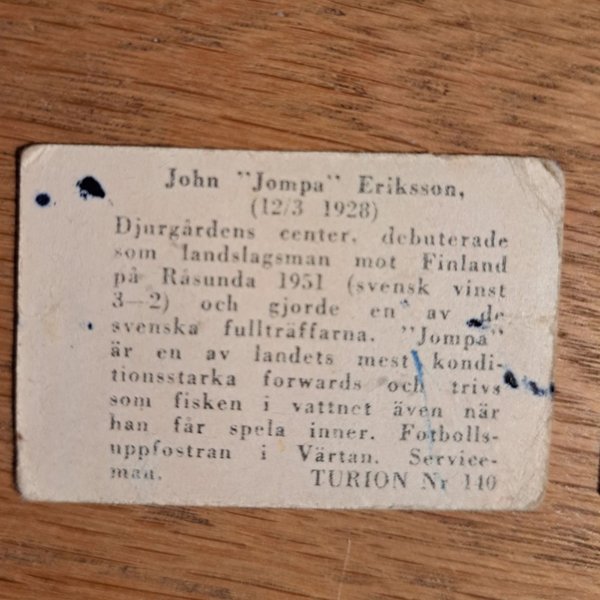 John "Jompa" Eriksson,
(12/3 1928)
Djurgårdens center, debuterade
som landslagsman mot Finland
på Råsunda 1951 (svensk vinst
3—2) och gjorde en av de
svenska fullträffarna. "Jompa"
är en av landets mest kondi-
tionsstarka forwards och trivs
som fisken i vattnet även när
han får spela inner. Fotbolls-
uppfostran i Värtan. Service-
man. TURION Nr 140